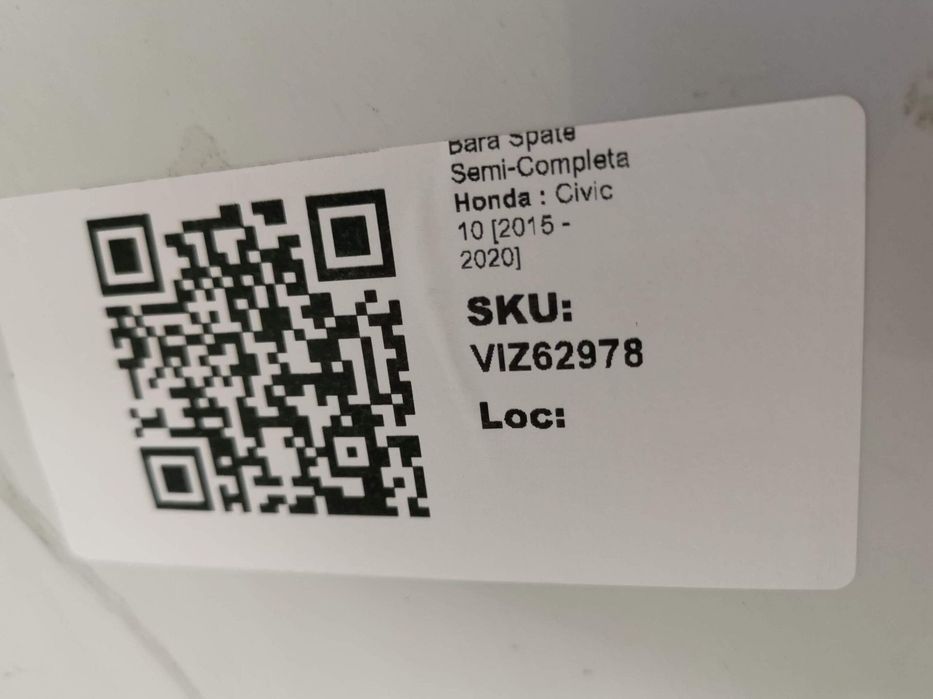 Bara Spate
Semi-Completa
Honda : Civic
10 [2015 -
2020]
SKU:
VIZ62978
Loc: